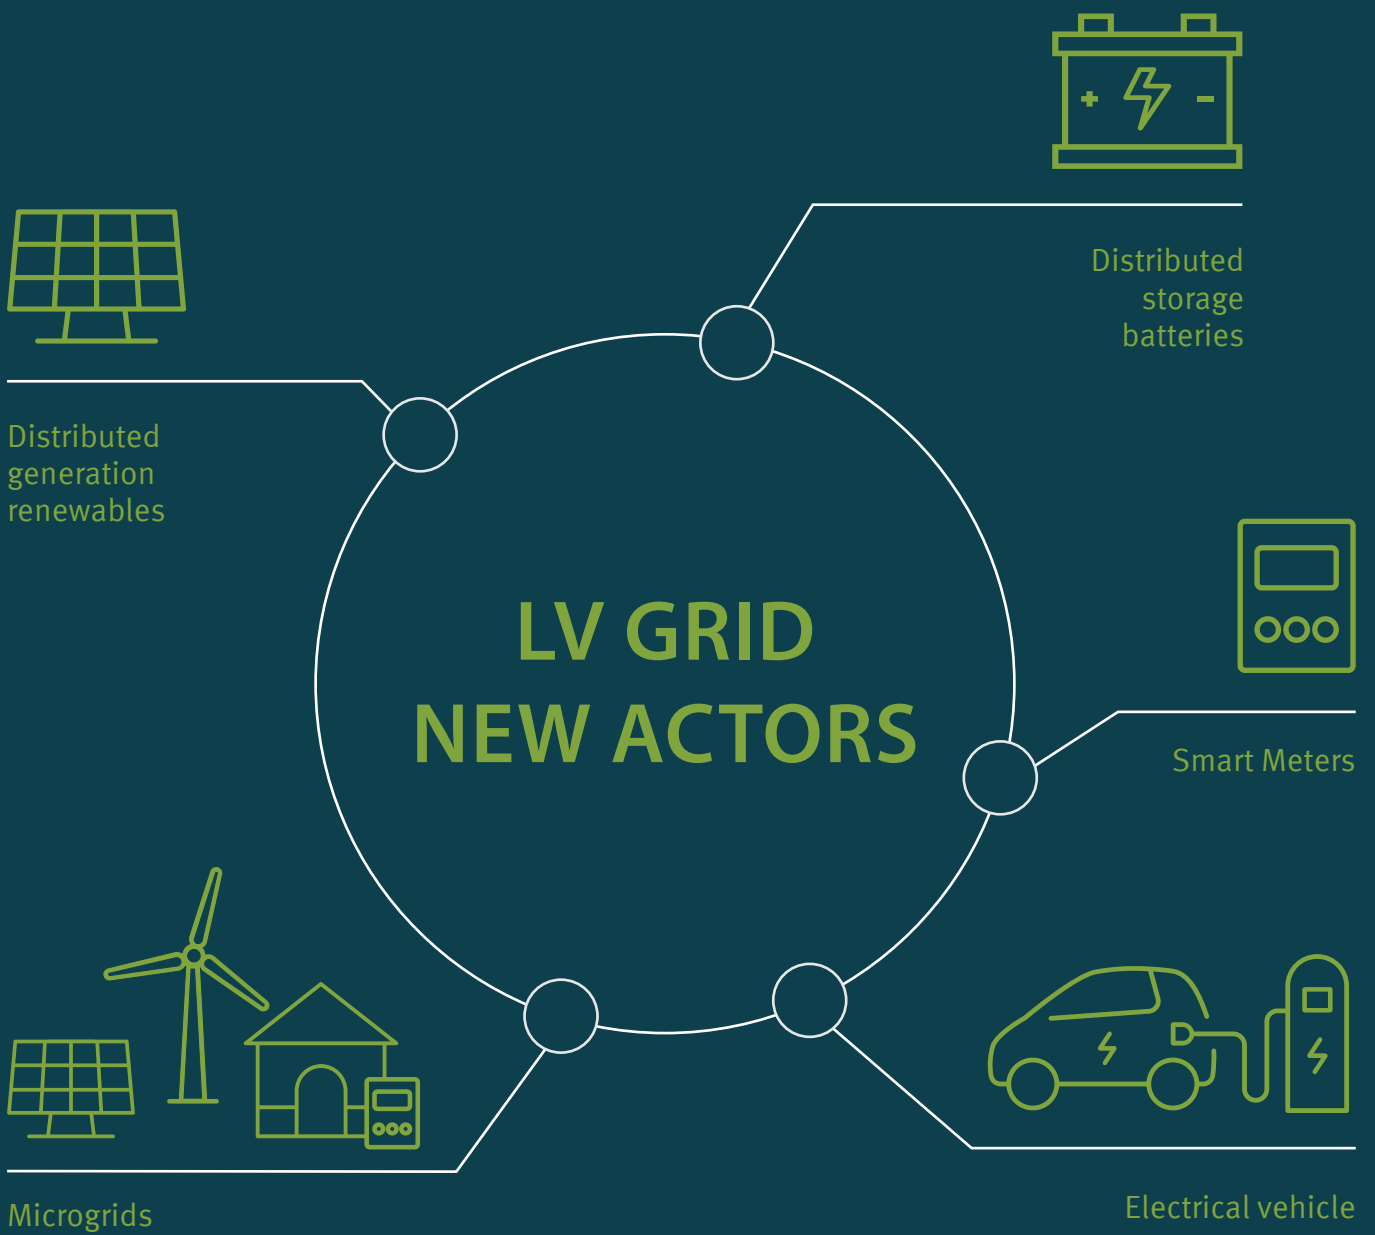 LV GRID
NEW ACTORS
Distributed
storage
batteries
Smart Meters
Electrical vehicle
Microgrids
Distributed
generation
renewables